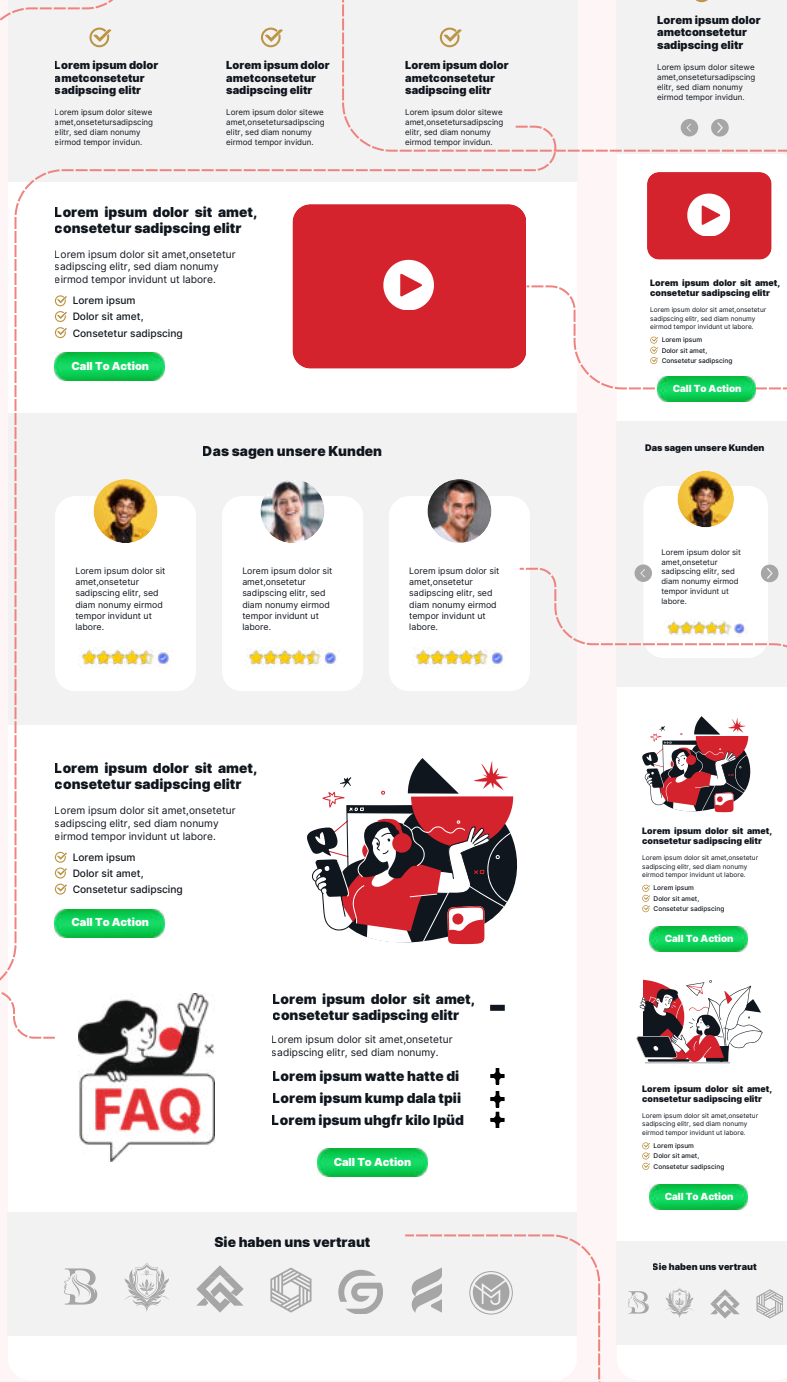 Lorem ipsum dolor
ametconsetetur
sadipscing elitr
Lorem ipsum dolor sitewe
amet,onsetetursadipscing
elitr, sed diam nonumy
eirmod tempor invidun.
Lorem ipsum dolor
ametconsetetur
sadipscing elitr
Lorem ipsum dolor sitewe
amet,onsetetursadipscing
elitr, sed diam nonumy
eirmod tempor invidun.
Lorem ipsum dolor
ametconsetetur
sadipscing elitr
Lorem ipsum dolor sitewe
amet,onsetetursadipscing
elitr, sed diam nonumy
eirmod tempor invidun.
Lorem ipsum dolor sit amet,
consetetur sadipscing elitr
Lorem ipsum dolor sit amet,onsetetur
sadipscing elitr, sed diam nonumy
eirmod tempor invidunt ut labore.
Lorem ipsum
Dolor sit amet,
Consetetur sadipscing
Call To Action
Das sagen unsere Kunden
Lorem ipsum dolor sit
amet,onsetetur
sadipscing elitr, sed
diam nonumy eirmod
tempor invidunt ut
labore.
Lorem ipsum dolor sit
amet,onsetetur
sadipscing elitr, sed
diam nonumy eirmod
tempor invidunt ut
labore.
Lorem ipsum dolor sit
amet,onsetetur
sadipscing elitr, sed
diam nonumy eirmod
tempor invidunt ut
labore.
Lorem ipsum dolor sit amet,
consetetur sadipscing elitr
Lorem ipsum dolor sit amet,onsetetur
sadipscing elitr, sed diam nonumy
eirmod tempor invidunt ut labore.
Lorem ipsum
Dolor sit amet,
Consetetur sadipscing
Call To Action
FAQ
Lorem ipsum dolor sit amet,
consetetur sadipscing elitr
Lorem ipsum dolor sit amet,onsetetur
sadipscing elitr, sed diam nonumy.
Lorem ipsum watte hatte di
Lorem ipsum kump dala tpii
Lorem ipsum uhgfr kilo lpüd
Call To Action
Sie haben uns vertraut
Lorem ipsum dolor
ametconsetetur
sadipscing elitr
Lorem ipsum dolor sitewe
amet,onsetetursadipscing
elitr, sed diam nonumy
eirmod tempor invidun.
Lorem ipsum dolor sit amet,
consetetur sadipscing elitr
Lorem ipsum dolor sit amet,onsetetur
sadipscing elitr, sed diam nonumy
eirmod tempor invidunt ut labore.
Lorem ipsum
Dolor sit amet,
Consetetur sadipscing
Call To Action
Das sagen unsere Kunden
Lorem ipsum dolor sit
amet,onsetetur
sadipscing elitr, sed
diam nonumy eirmod
tempor invidunt ut
labore.
Lorem ipsum dolor sit amet,
consetetur sadipscing elitr
Lorem ipsum dolor sit amet,onsetetur
sadipscing elitr, sed diam nonumy
eirmod tempor invidunt ut labore.
Lorem ipsum
Dolor sit amet,
Consetetur sadipscing
Call To Action
Lorem ipsum dolor sit amet,
consetetur sadipscing elitr
Lorem ipsum dolor sit amet,onsetetur
sadipscing elitr, sed diam nonumy
eirmod tempor invidunt ut labore.
Lorem ipsum
Dolor sit amet,
Consetetur sadipscing
Call To Action
Sie haben uns vertraut